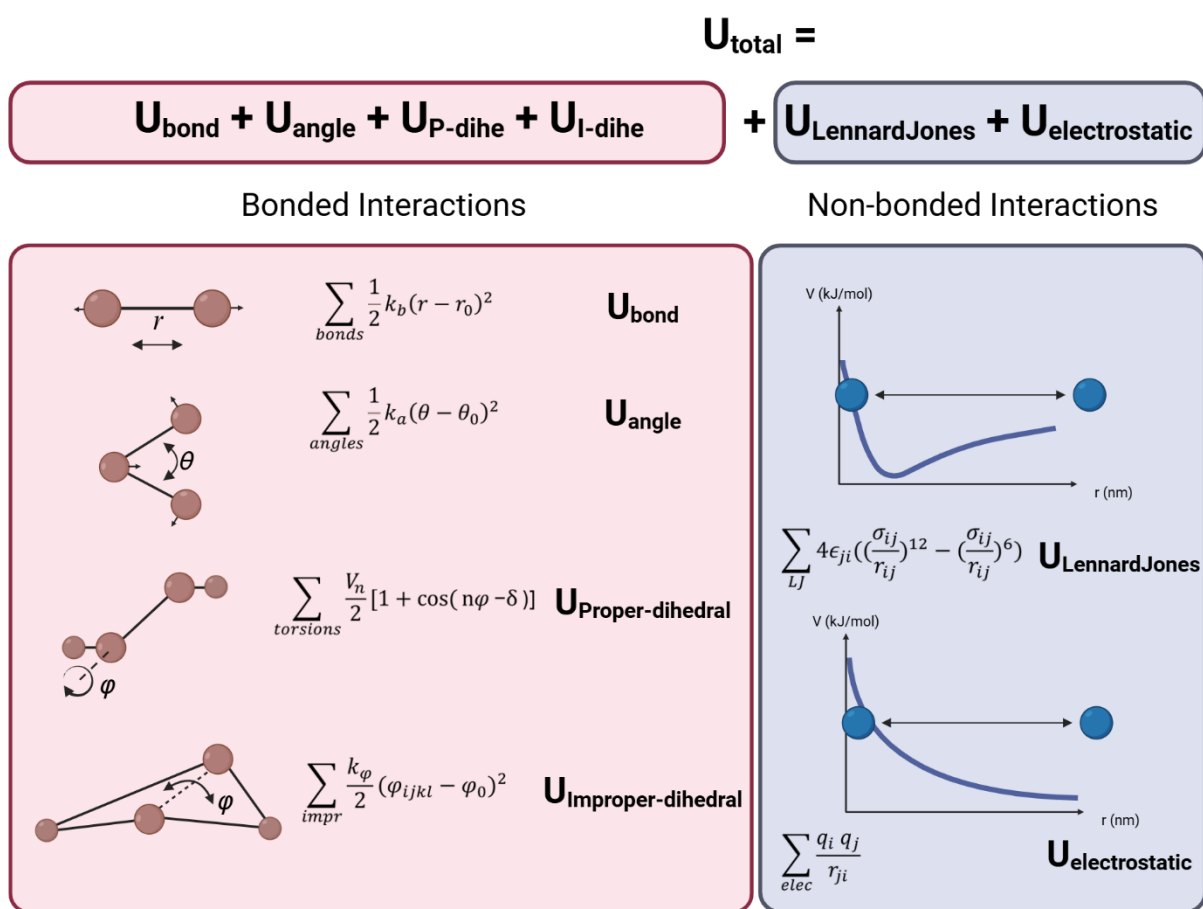 U_total =
U_bond + U_angle + U_P-dihe + U_I-dihe + U_LennardJones + U_electrostatic
Bonded Interactions
Non-bonded Interactions
r
∑_bonds 1/2 k_b(r − r_0)^2
U_bond
θ
∑_angles 1/2 k_a(θ − θ_0)^2
U_angle
φ
∑_torsions V_n/2 [1 + cos( nφ − δ )]
U_Proper-dihedral
φ
∑_impr k_φ/2 (φ_ijkl − φ_0)^2
U_Improper-dihedral
V (kJ/mol)
r (nm)
∑_LJ 4ϵ_ji((σ_ij/r_ij)^12 − (σ_ij/r_ij)^6)
U_LennardJones
V (kJ/mol)
r (nm)
∑_elec q_i q_j/r_ji
U_electrostatic